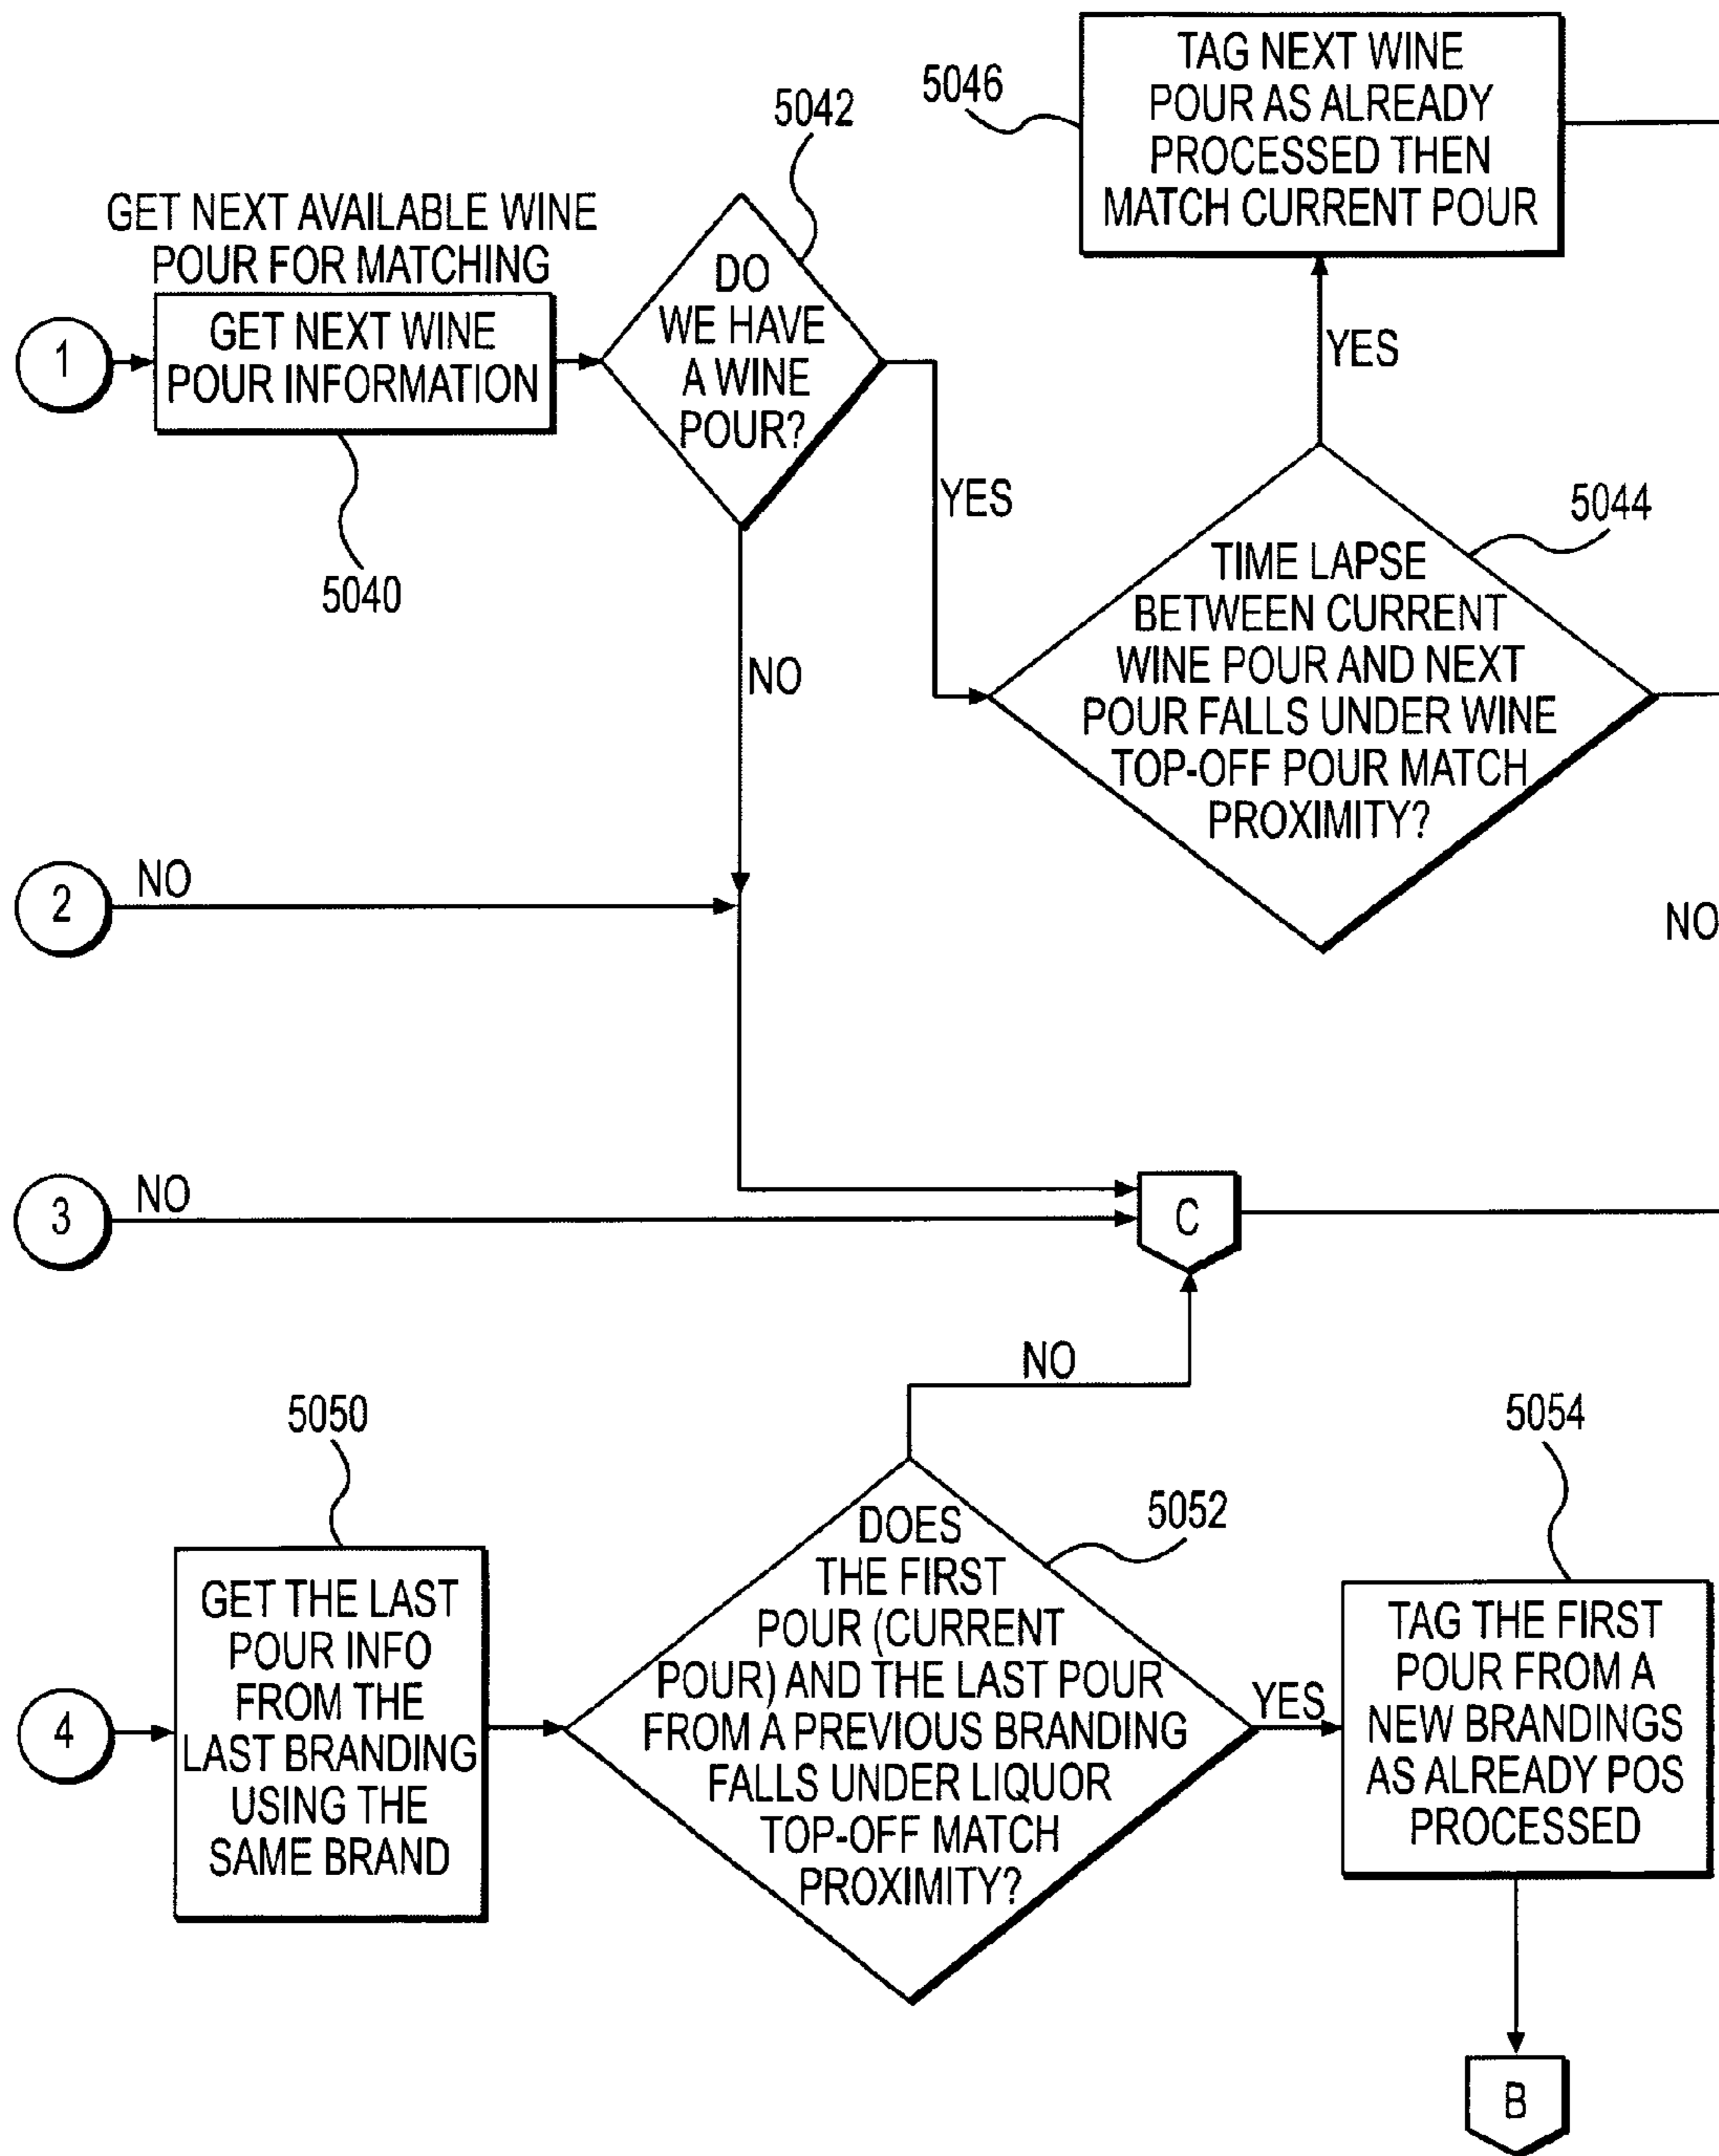 5046
TAG NEXT WINE
POUR AS ALREADY
PROCESSED THEN
MATCH CURRENT POUR
5042
GET NEXT AVAILABLE WINE
POUR FOR MATCHING
1
GET NEXT WINE
POUR INFORMATION
5040
DO
WE HAVE
A WINE
POUR?
YES
NO
YES
5044
TIME LAPSE
BETWEEN CURRENT
WINE POUR AND NEXT
POUR FALLS UNDER WINE
TOP-OFF POUR MATCH
PROXIMITY?
NO
2
NO
3
NO
C
NO
4
5050
GET THE LAST
POUR INFO
FROM THE
LAST BRANDING
USING THE
SAME BRAND
5052
DOES
THE FIRST
POUR (CURRENT
POUR) AND THE LAST POUR
FROM A PREVIOUS BRANDING
FALLS UNDER LIQUOR
TOP-OFF MATCH
PROXIMITY?
YES
5054
TAG THE FIRST
POUR FROM A
NEW BRANDINGS
AS ALREADY POS
PROCESSED
B